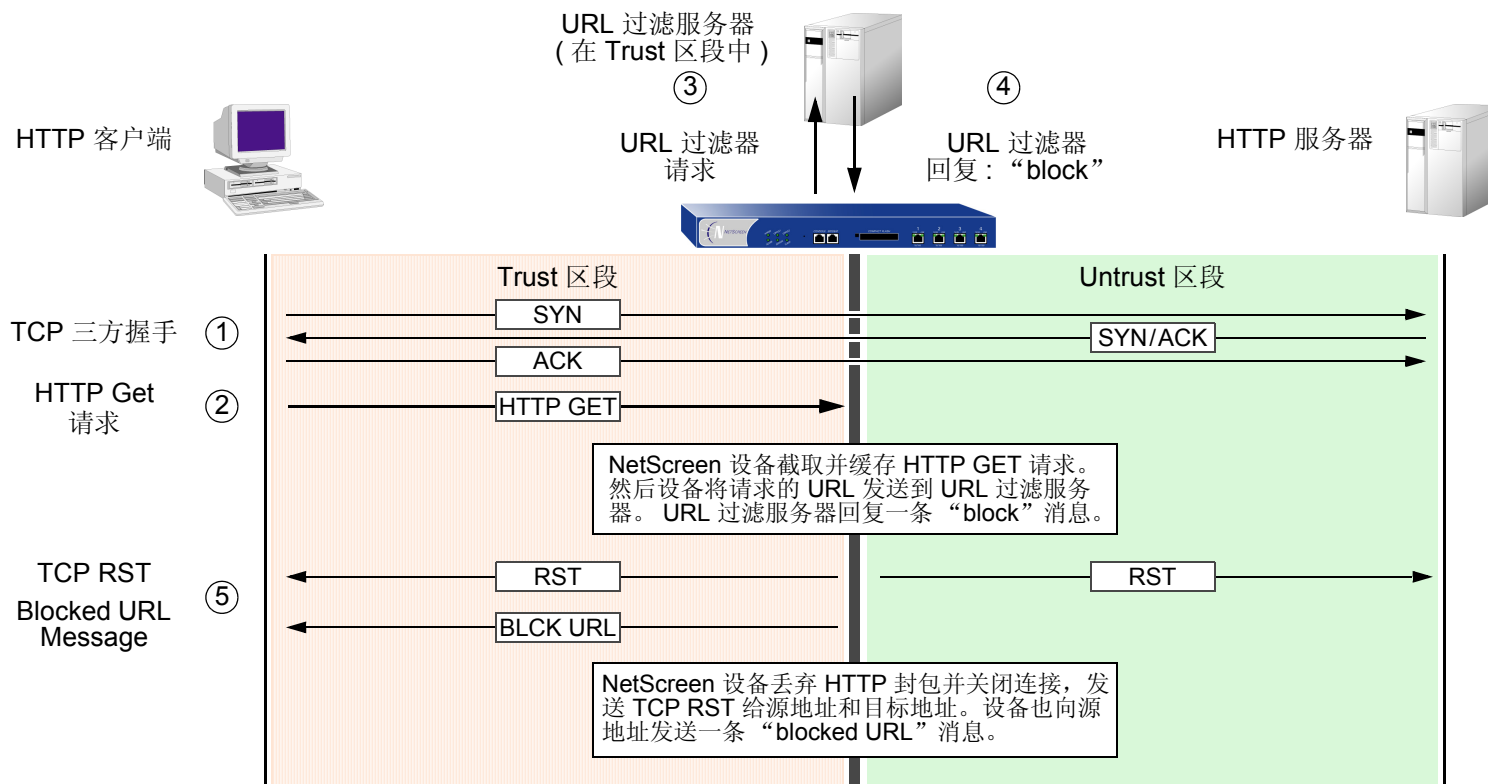 URL 过滤服务器
( 在 Trust 区段中 )
③
④
HTTP 客户端
URL 过滤器
请求
URL 过滤器
回复 : “block”
HTTP 服务器
NETSCREEN
Trust 区段
Untrust 区段
TCP 三方握手
①
SYN
SYN/ACK
ACK
HTTP Get
请求
②
HTTP GET
NetScreen 设备截取并缓存 HTTP GET 请求。
然后设备将请求的 URL 发送到 URL 过滤服务
器。 URL 过滤服务器回复一条 “block”消息。
TCP RST
Blocked URL
Message
⑤
RST
RST
BLCK URL
NetScreen 设备丢弃 HTTP 封包并关闭连接，发
送 TCP RST 给源地址和目标地址。设备也向源
地址发送一条 “blocked URL”消息。